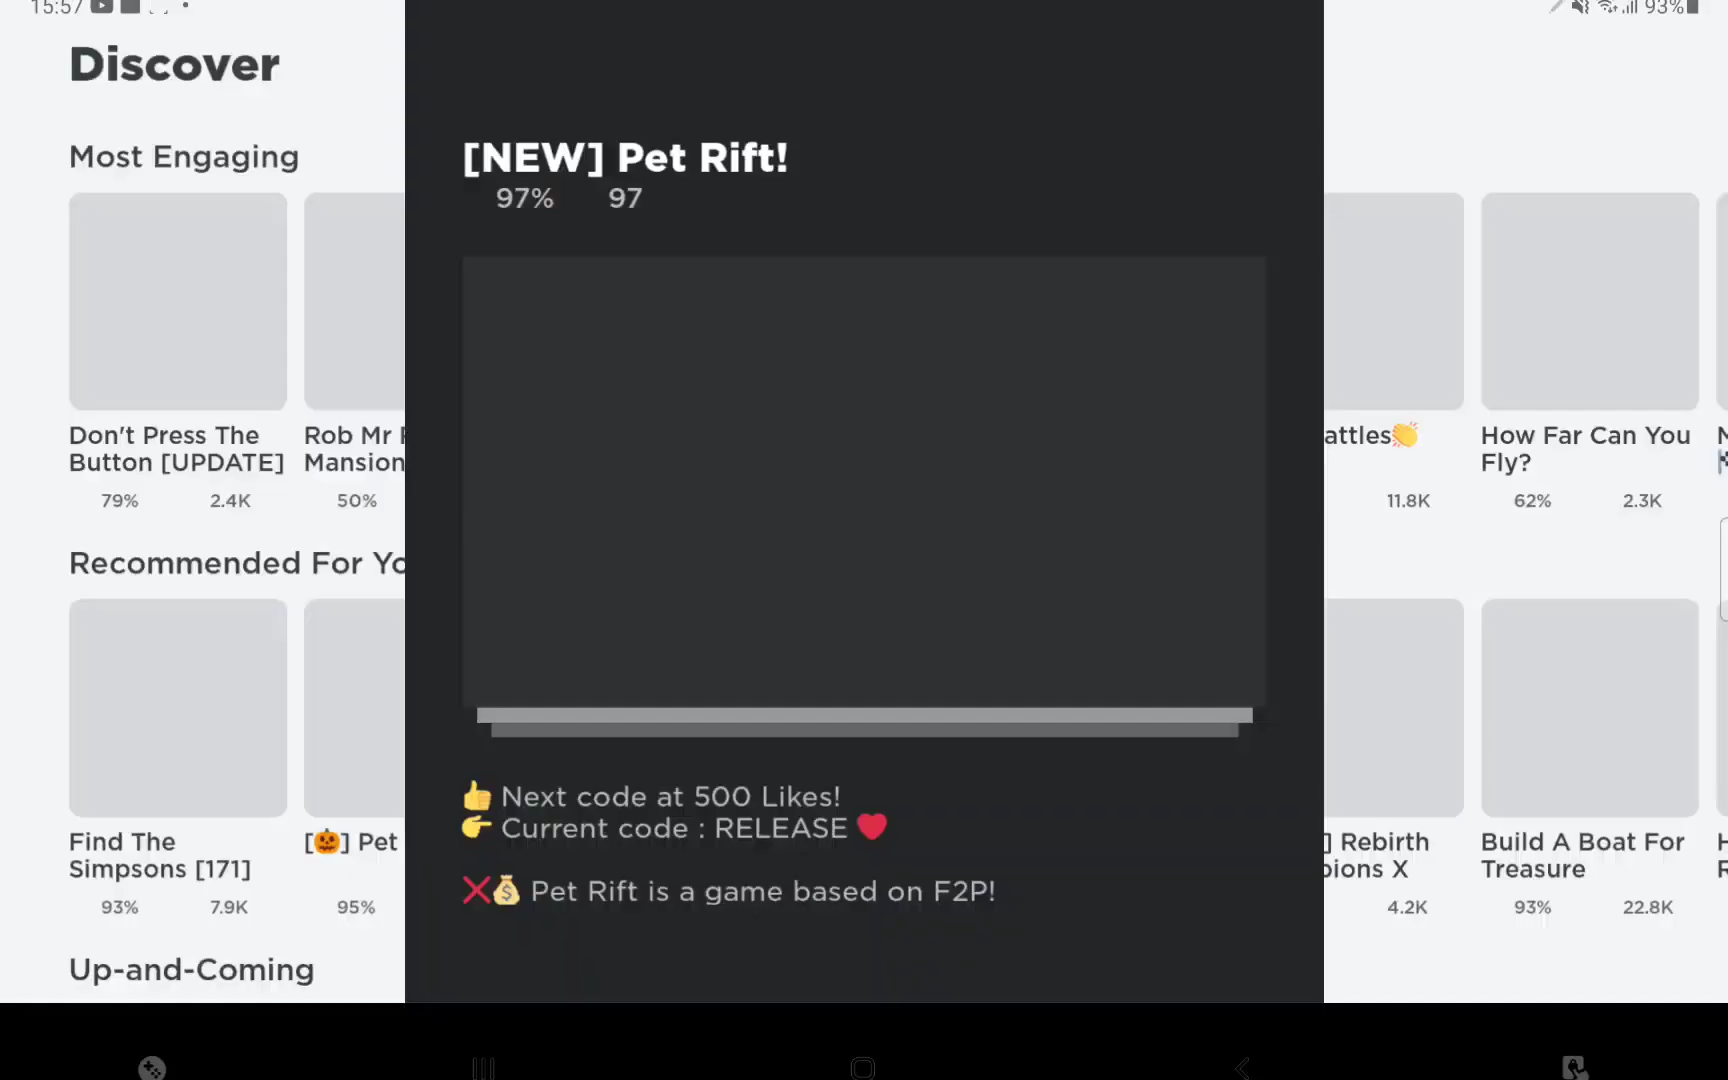 15:57
93%
Discover
Most Engaging
Don't Press The
Button [UPDATE]
79% 2.4K
Rob Mr
Mansion
50%
Recommended For Yo
Find The
Simpsons [171]
93% 7.9K
[🎃] Pet
95%
Up-and-Coming
[NEW] Pet Rift!
97% 97
👍 Next code at 500 Likes!
👉 Current code : RELEASE ❤️
❌💰 Pet Rift is a game based on F2P!
attles👏
11.8K
How Far Can You
Fly?
62% 2.3K
] Rebirth
pions X
4.2K
Build A Boat For
Treasure
93% 22.8K